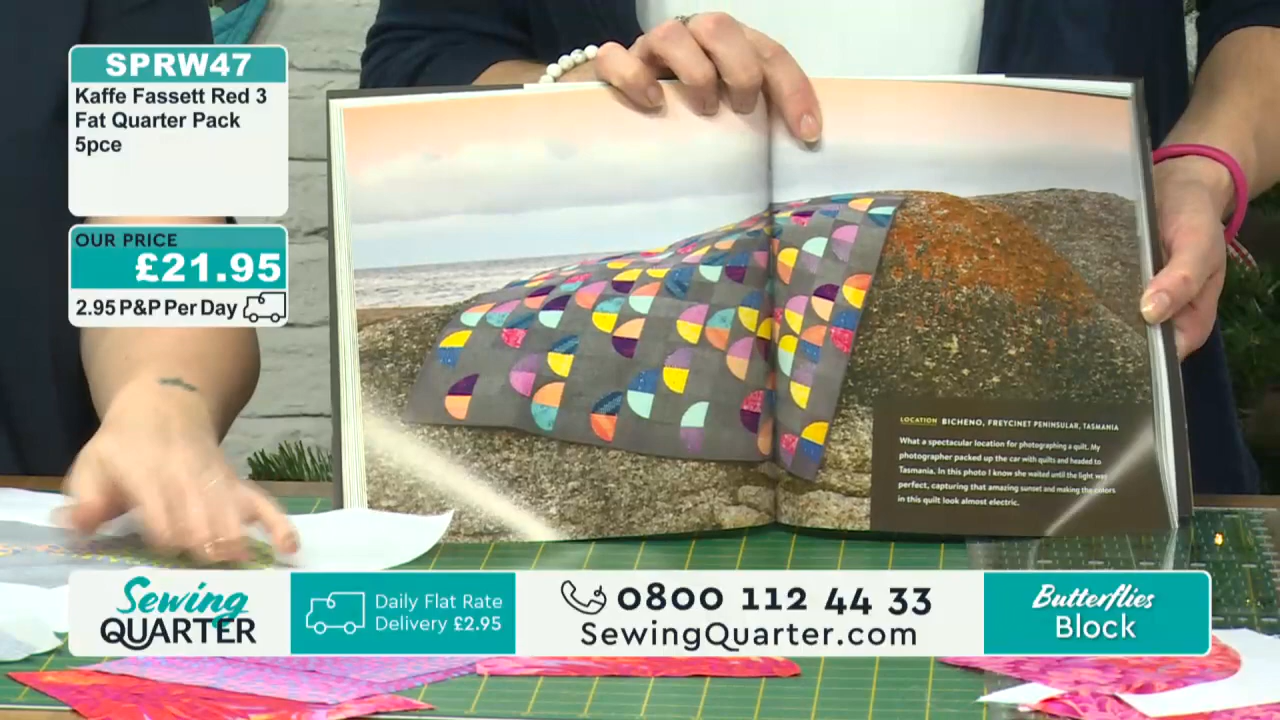 SPRW47
Kaffe Fassett Red 3
Fat Quarter Pack
5pce
OUR PRICE
£21.95
2.95 P&P Per Day
LOCATION BICHENO, FREYCINET PENINSULAR, TASMANIA
What a spectacular location for photographing a quilt. My
photographer packed up the car with quilts and headed to
Tasmania. In this photo I know she waited until the light was
perfect, capturing that amazing sunset and making the colors
in this quilt look almost electric.
Sewing
QUARTER
Daily Flat Rate
Delivery £2.95
0800 112 44 33
SewingQuarter.com
Butterflies
Block